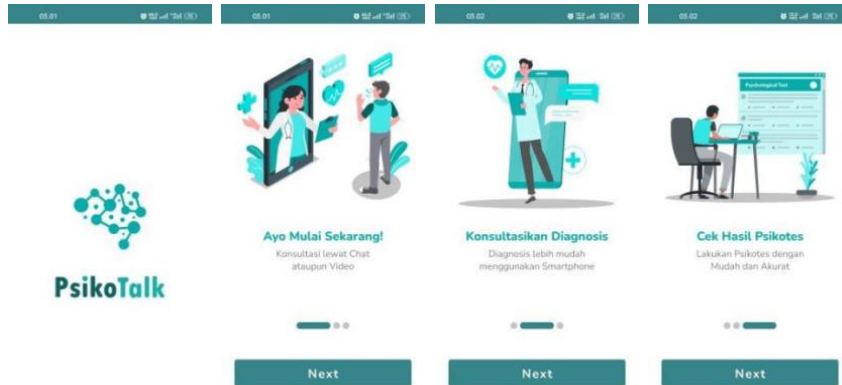 05.01
PsikoTalk
05.01
Ayo Mulai Sekarang!
Konsultasi lewat Chat
ataupun Video
Next
05.02
Konsultasikan Diagnosis
Diagnosis lebih mudah
menggunakan Smartphone
Next
05.02
Psychological Test
Cek Hasil Psikotes
Lakukan Psikotes dengan
Mudah dan Akurat
Next